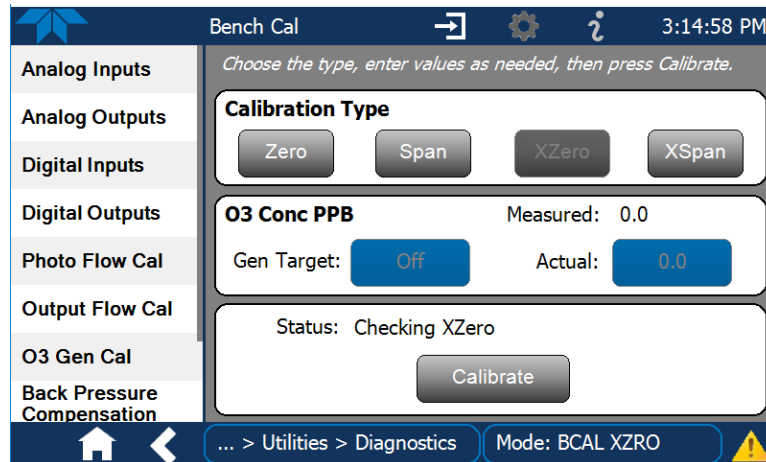 Bench Cal
3:14:58 PM
Analog Inputs
Analog Outputs
Digital Inputs
Digital Outputs
Photo Flow Cal
Output Flow Cal
O3 Gen Cal
Back Pressure
Compensation
Choose the type, enter values as needed, then press Calibrate.
Calibration Type
Zero Span XZero XSpan
O3 Conc PPB Measured: 0.0
Gen Target: Off Actual: 0.0
Status: Checking XZero
Calibrate
... > Utilities > Diagnostics Mode: BCAL XZRO